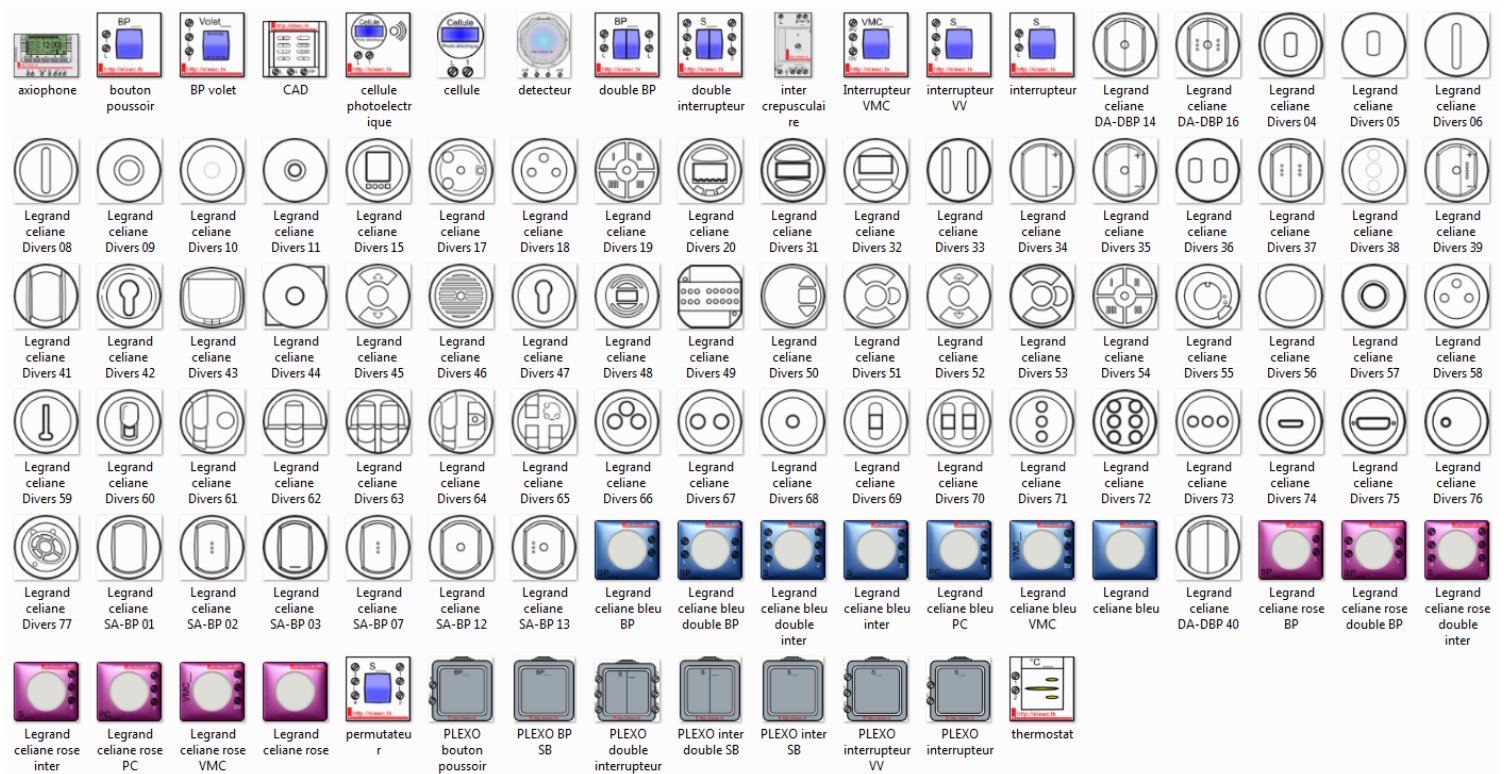 axiophone
bouton
poussoir
BP volet
CAD
cellule
photoelectr
ique
cellule
detecteur
double BP
double
interrupteur
inter
crepusculai
re
Interrupteur
VMC
interrupteur
VV
interrupteur
Legrand
celiane
DA-DBP 14
Legrand
celiane
DA-DBP 16
Legrand
celiane
Divers 04
Legrand
celiane
Divers 05
Legrand
celiane
Divers 06
Legrand
celiane
Divers 08
Legrand
celiane
Divers 09
Legrand
celiane
Divers 10
Legrand
celiane
Divers 11
Legrand
celiane
Divers 15
Legrand
celiane
Divers 17
Legrand
celiane
Divers 18
Legrand
celiane
Divers 19
Legrand
celiane
Divers 20
Legrand
celiane
Divers 31
Legrand
celiane
Divers 32
Legrand
celiane
Divers 33
Legrand
celiane
Divers 34
Legrand
celiane
Divers 35
Legrand
celiane
Divers 36
Legrand
celiane
Divers 37
Legrand
celiane
Divers 38
Legrand
celiane
Divers 39
Legrand
celiane
Divers 41
Legrand
celiane
Divers 42
Legrand
celiane
Divers 43
Legrand
celiane
Divers 44
Legrand
celiane
Divers 45
Legrand
celiane
Divers 46
Legrand
celiane
Divers 47
Legrand
celiane
Divers 48
Legrand
celiane
Divers 49
Legrand
celiane
Divers 50
Legrand
celiane
Divers 51
Legrand
celiane
Divers 52
Legrand
celiane
Divers 53
Legrand
celiane
Divers 54
Legrand
celiane
Divers 55
Legrand
celiane
Divers 56
Legrand
celiane
Divers 57
Legrand
celiane
Divers 58
Legrand
celiane
Divers 59
Legrand
celiane
Divers 60
Legrand
celiane
Divers 61
Legrand
celiane
Divers 62
Legrand
celiane
Divers 63
Legrand
celiane
Divers 64
Legrand
celiane
Divers 65
Legrand
celiane
Divers 66
Legrand
celiane
Divers 67
Legrand
celiane
Divers 68
Legrand
celiane
Divers 69
Legrand
celiane
Divers 70
Legrand
celiane
Divers 71
Legrand
celiane
Divers 72
Legrand
celiane
Divers 73
Legrand
celiane
Divers 74
Legrand
celiane
Divers 75
Legrand
celiane
Divers 76
Legrand
celiane
Divers 77
Legrand
celiane
SA-BP 01
Legrand
celiane
SA-BP 02
Legrand
celiane
SA-BP 03
Legrand
celiane
SA-BP 07
Legrand
celiane
SA-BP 12
Legrand
celiane
SA-BP 13
Legrand
celiane bleu
BP
Legrand
celiane bleu
double BP
Legrand
celiane bleu
double
inter
Legrand
celiane bleu
inter
Legrand
celiane bleu
PC
Legrand
celiane bleu
VMC
Legrand
celiane bleu
Legrand
celiane
DA-DBP 40
Legrand
celiane rose
BP
Legrand
celiane rose
double BP
Legrand
celiane rose
double
inter
Legrand
celiane rose
inter
Legrand
celiane rose
PC
Legrand
celiane rose
VMC
Legrand
celiane rose
permutateu
r
PLEXO
bouton
poussoir
PLEXO BP
SB
PLEXO
double
interrupteur
PLEXO inter
double SB
PLEXO inter
SB
PLEXO
interrupteur
VV
PLEXO
interrupteur
thermostat